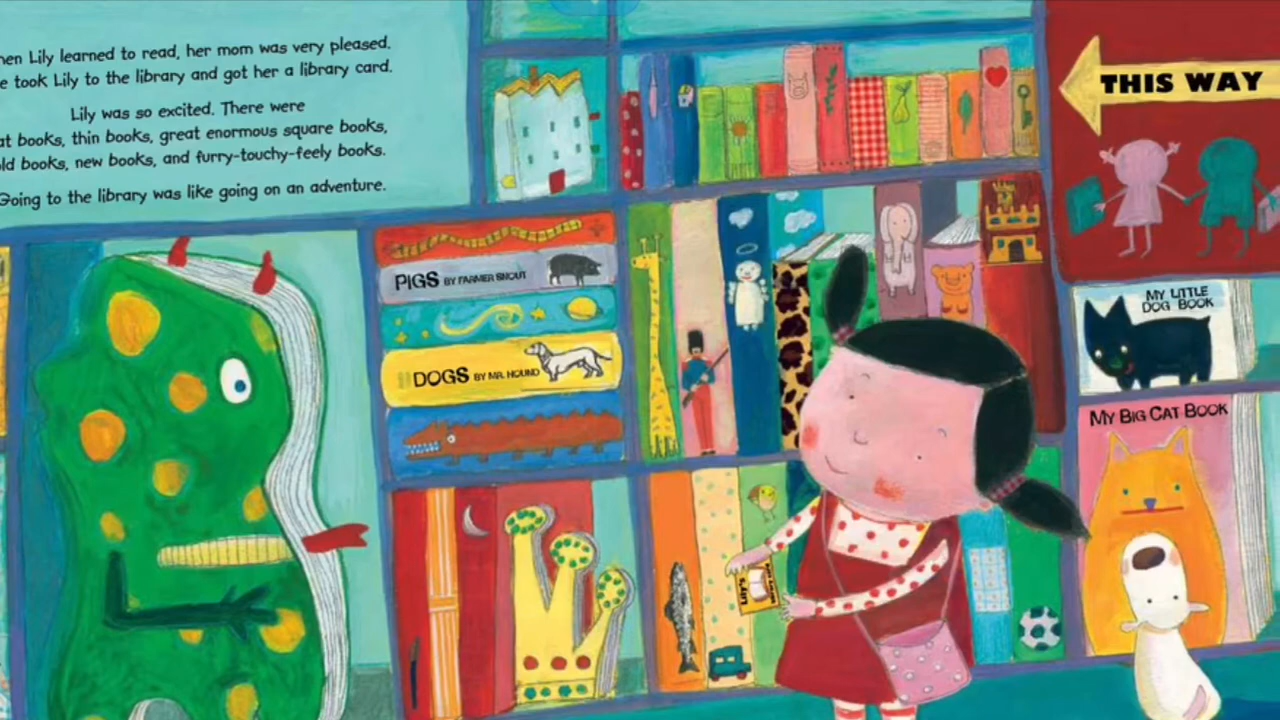 hen Lily learned to read, her mom was very pleased.
e took Lily to the library and got her a library card.
Lily was so excited. There were
at books, thin books, great enormous square books,
old books, new books, and furry-touchy-feely books.
Going to the library was like going on an adventure.
THIS WAY
PIGS BY FARMER SNOUT
DOGS BY MR. HOUND
MY LITTLE
DOG BOOK
MY BIG CAT BOOK
Lily's